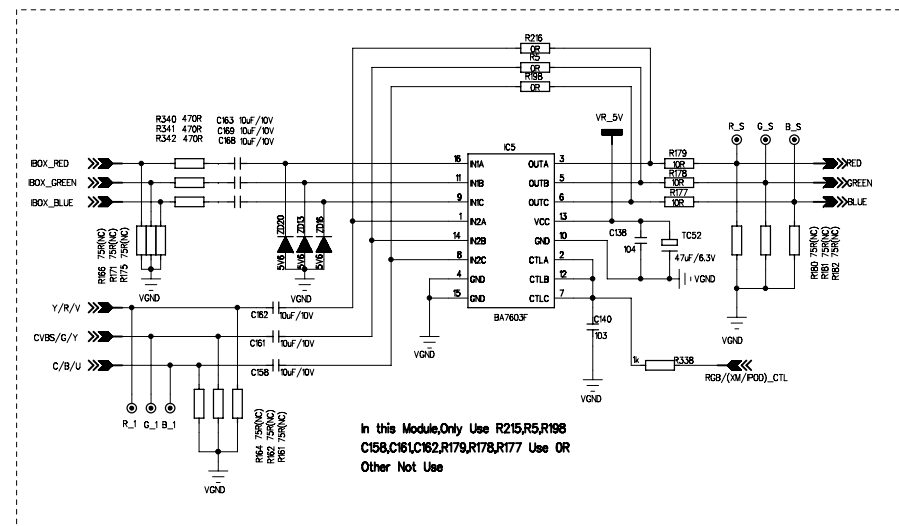 R216
0R
R5
0R
R198
0R
R340 470R C163 10uF/10V
R341 470R C169 10uF/10V
R342 470R C168 10uF/10V
VR_5V
R_S G_S B_S
IC5
IBOX_RED
16 IN1A OUTA 3
R179
10R
RED
IBOX_GREEN
11 IN1B OUTB 5
R178
10R
GREEN
IBOX_BLUE
9 IN1C OUTC 6
R177
10R
BLUE
1 IN2A VCC 13
14 IN2B GND 10
8 IN2C CTLA 2
4 GND CTLB 12
15 GND CTLC 7
BA7603F
ZD20 ZD13 ZD16
5V6 5V6 5V6
VGND
R166 75R(NC)
R171 75R(NC)
R175 75R(NC)
VGND
C138
104
TC52
47uF/6.3V
VGND
R180 75R(NC)
R181 75R(NC)
R182 75R(NC)
VGND
Y/R/V
C162 10uF/10V
CVBS/G/Y
C161 10uF/10V
C/B/U
C158 10uF/10V
VGND
C140
103
VGND
1k R338
RGB/(XM/IPOD)_CTL
R_1 G_1 B_1
R164 75R(NC)
R162 75R(NC)
R161 75R(NC)
VGND
In this Module,Only Use R215,R5,R198
C158,C161,C162,R179,R178,R177 Use 0R
Other Not Use